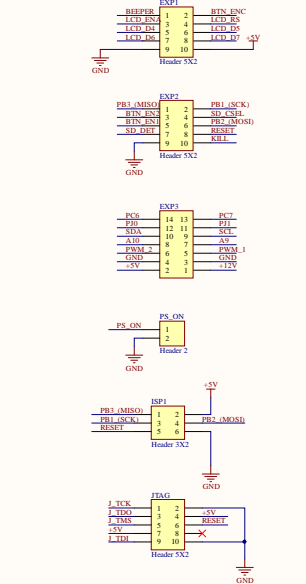 EXP1
BEEPER 1 2 BTN_ENC
LCD_ENA 3 4 LCD_RS
LCD_D4 5 6 LCD_D5
LCD_D6 7 8 LCD_D7 +5V
9 10
GND
Header 5X2
EXP2
PB3_(MISO) 1 2 PB1_(SCK)
BTN_EN2 3 4 SD_CSEL
BTN_EN1 5 6 PB2_(MOSI)
SD_DET 7 8 RESET
9 10 KILL
Header 5X2
GND
EXP3
PC6 14 13 PC7
PJ0 12 11 PJ1
SDA 10 9 SCL
A10 8 7 A9
PWM_2 6 5 PWM_1
GND 4 3 GND
+5V 2 1 +12V
Header 7X2
PS_ON
PS_ON 1
2
Header 2
GND
+5V
ISP1
PB3_(MISO) 1 2
PB1_(SCK) 3 4 PB2_(MOSI)
RESET 5 6
Header 3X2
GND
JTAG
J_TCK 1 2
J_TDO 3 4 +5V
J_TMS 5 6 RESET
+5V 7 8
J_TDI 9 10
Header 5X2
GND